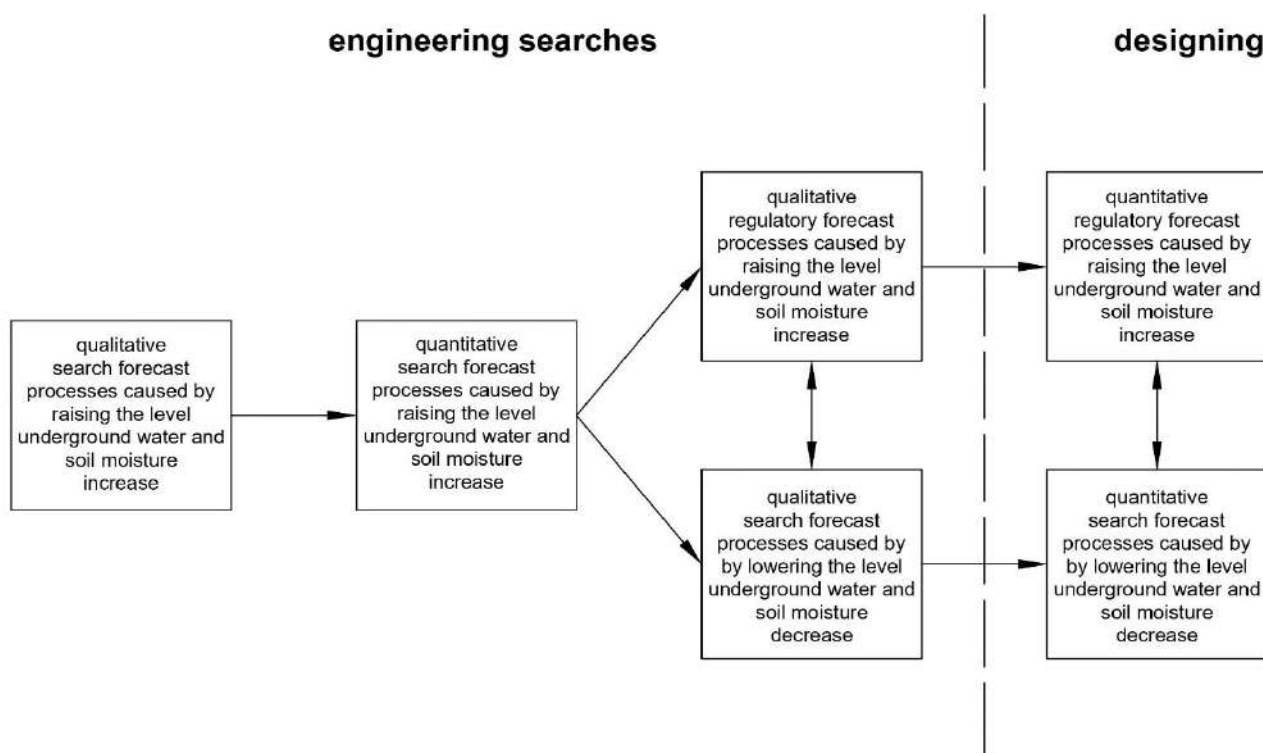 engineering searches
designing
qualitative
search forecast
processes caused by
raising the level
underground water and
soil moisture
increase
quantitative
search forecast
processes caused by
raising the level
underground water and
soil moisture
increase
qualitative
regulatory forecast
processes caused by
raising the level
underground water and
soil moisture
increase
qualitative
search forecast
processes caused by
by lowering the level
underground water and
soil moisture
decrease
quantitative
regulatory forecast
processes caused by
raising the level
underground water and
soil moisture
increase
quantitative
search forecast
processes caused by
by lowering the level
underground water and
soil moisture
decrease